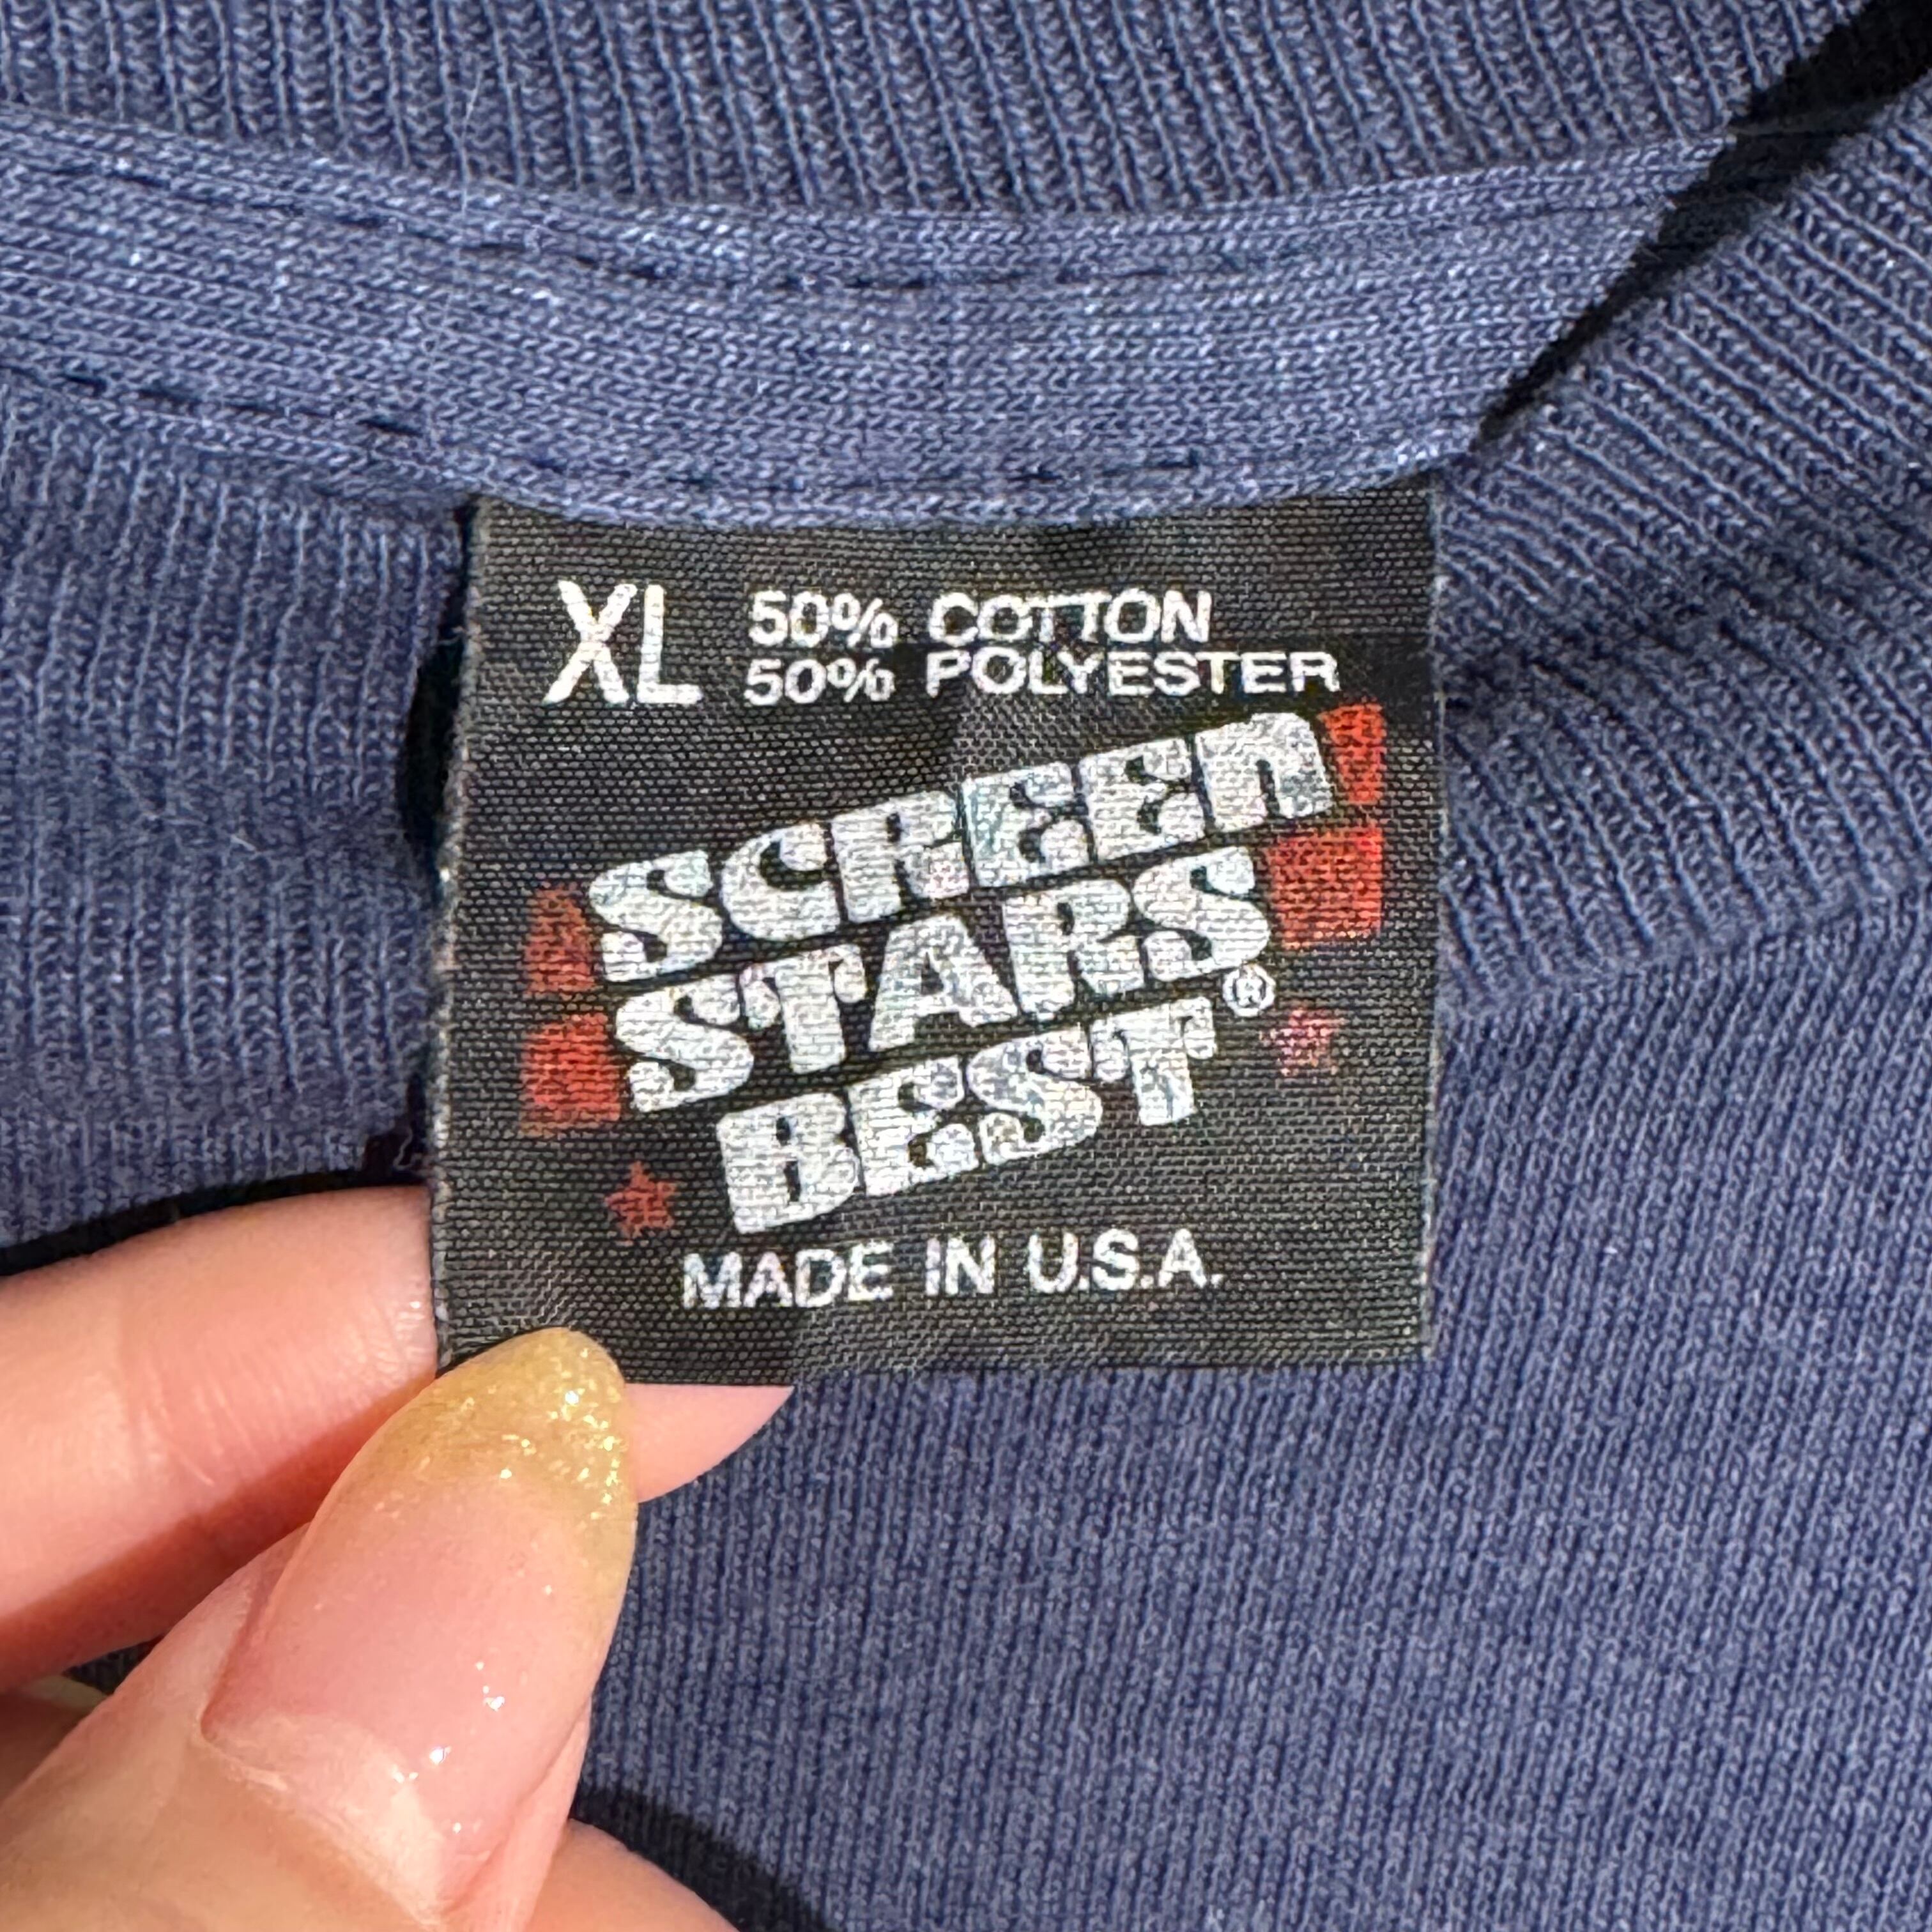 XL 50% COTTON
50% POLYESTER
SCREEn
STARS
BEST®
MADE IN U.S.A.